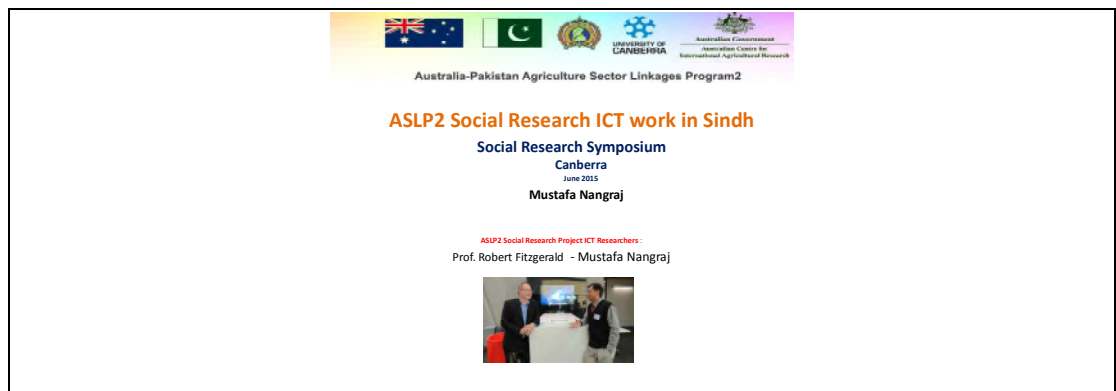 UNIVERSITY OF
CANBERRA
Australian Government
Australian Centre for
International Agricultural Research
Australia-Pakistan Agriculture Sector Linkages Program2
ASLP2 Social Research ICT work in Sindh
Social Research Symposium
Canberra
June 2015
Mustafa Nangraj
ASLP2 Social Research Project ICT Researchers :
Prof. Robert Fitzgerald - Mustafa Nangraj